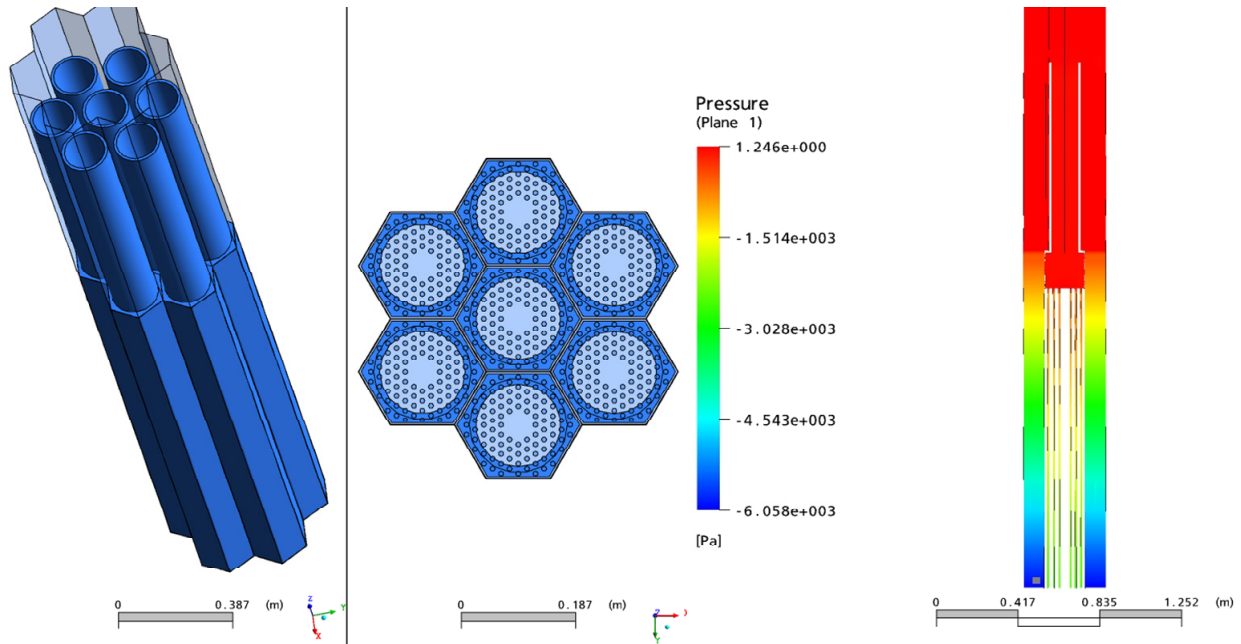 Pressure
(Plane 1)
1.246e+000
-1.514e+003
-3.028e+003
-4.543e+003
-6.058e+003
[Pa]
0 0.387 (m)
Z
Y
X
0 0.187 (m)
Z
Y
0 0.417 0.835 1.252 (m)